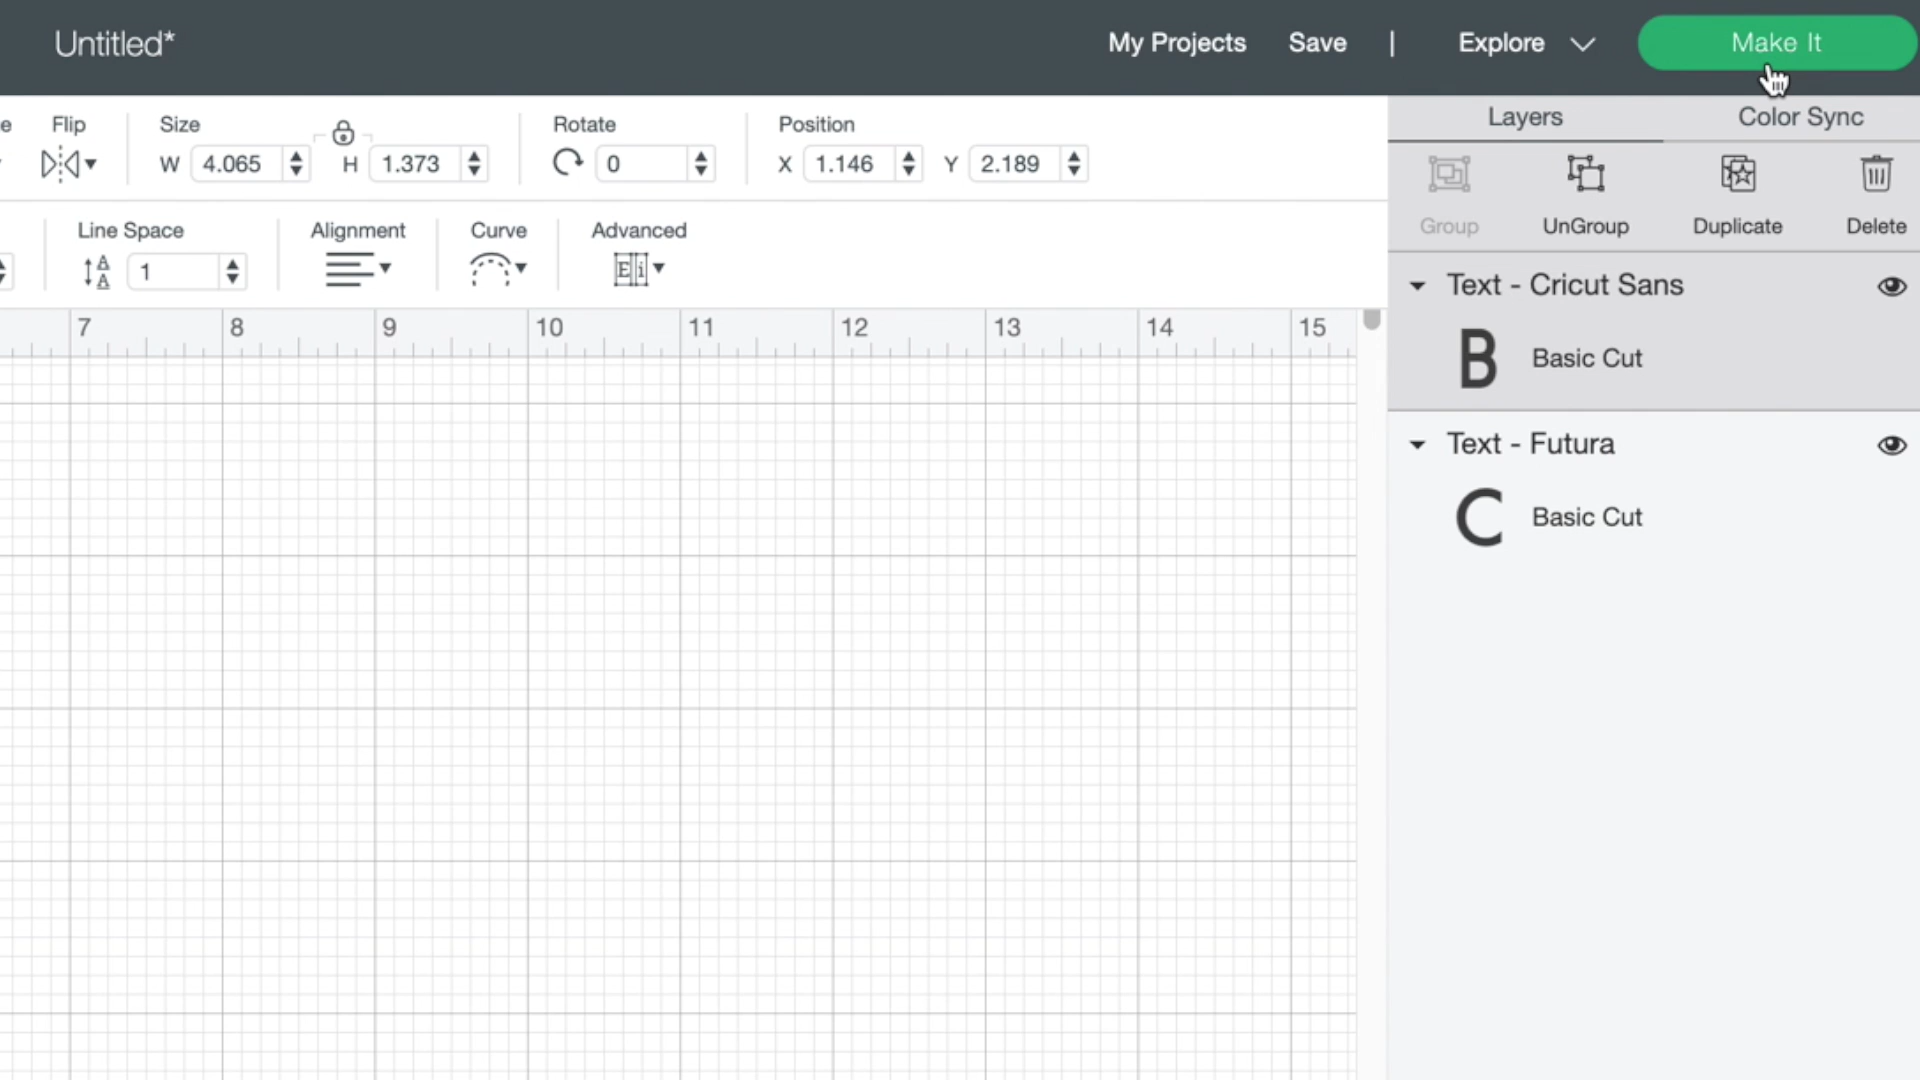 Untitled*
My Projects Save | Explore Make It
Layers Color Sync
e Flip Size Rotate Position
W 4.065 H 1.373 0 X 1.146 Y 2.189
Group UnGroup Duplicate Delete
Line Space Alignment Curve Advanced
1
Text - Cricut Sans
B Basic Cut
Text - Futura
C Basic Cut
7 8 9 10 11 12 13 14 15